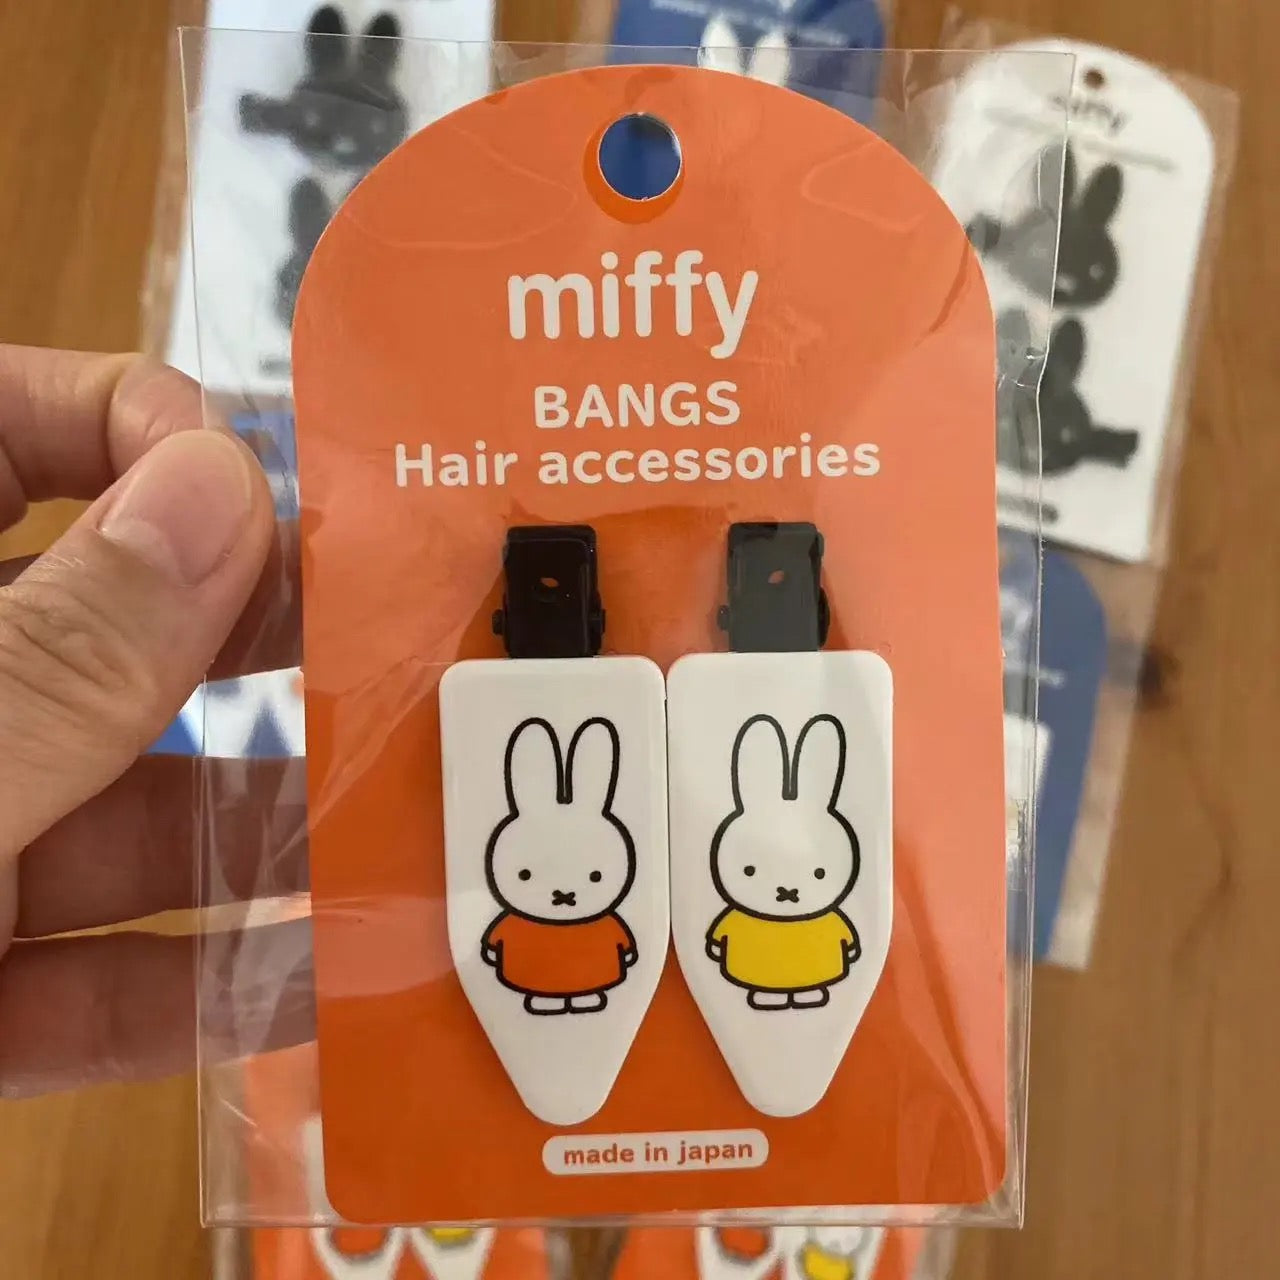 miffy
BANGS
Hair accessories
made in japan